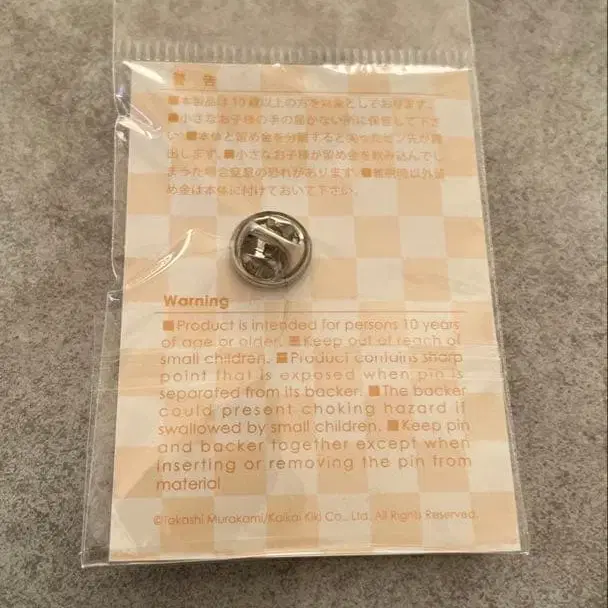 警 告
■本製品は10歳以上の方を対象としております。
■小さなお子様の手の届かない所に保管して下さ
い。■本体と留め金を分離すると尖ったピン先が露
出します。■小さなお子様が留め金を飲み込んでし
まった場合窒息の恐れがあります。■着脱時以外留
め金は本体に付けておいて下さい。
Warning
■Product is intended for persons 10 years
of age or older. ■Keep out of reach of
small children. ■Product contains sharp
point that is exposed when pin is
separated from its backer. ■The backer
could present choking hazard if
swallowed by small children. ■Keep pin
and backer together except when
inserting or removing the pin from
material
©Takashi Murakami/Kaikai Kiki Co., Ltd. All Rights Reserved.